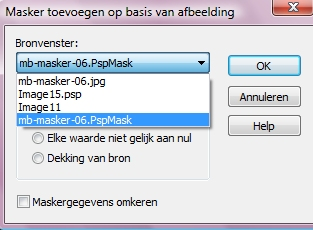 Masker toevoegen op basis van afbeelding
Bronvenster:
mb-masker-06.PspMask
OK
mb-masker-06.jpg
Image15.psp
Annuleren
Image11
mb-masker-06.PspMask
Help
Elke waarde niet gelijk aan nul
Dekking van bron
Maskergegevens omkeren